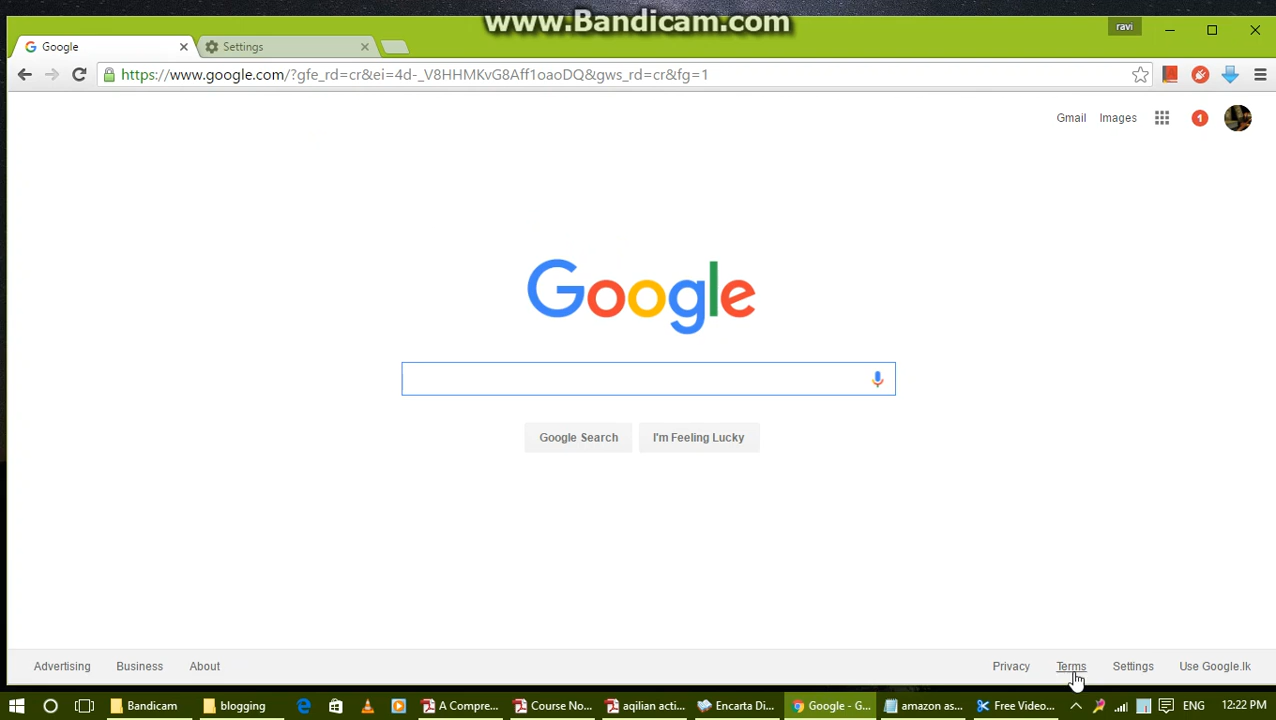 www.Bandicam.com
ravi
Google
Settings
https://www.google.com/?gfe_rd=cr&ei=4d-_V8HHMKvG8Aff1oaoDQ&gws_rd=cr&fg=1
Gmail Images 1
Google
Google Search I'm Feeling Lucky
Advertising Business About Privacy Terms Settings Use Google.lk
Bandicam blogging A Compre... Course No... aqilian acti... Encarta Di... Google - G... amazon as... Free Video... ENG 12:22 PM